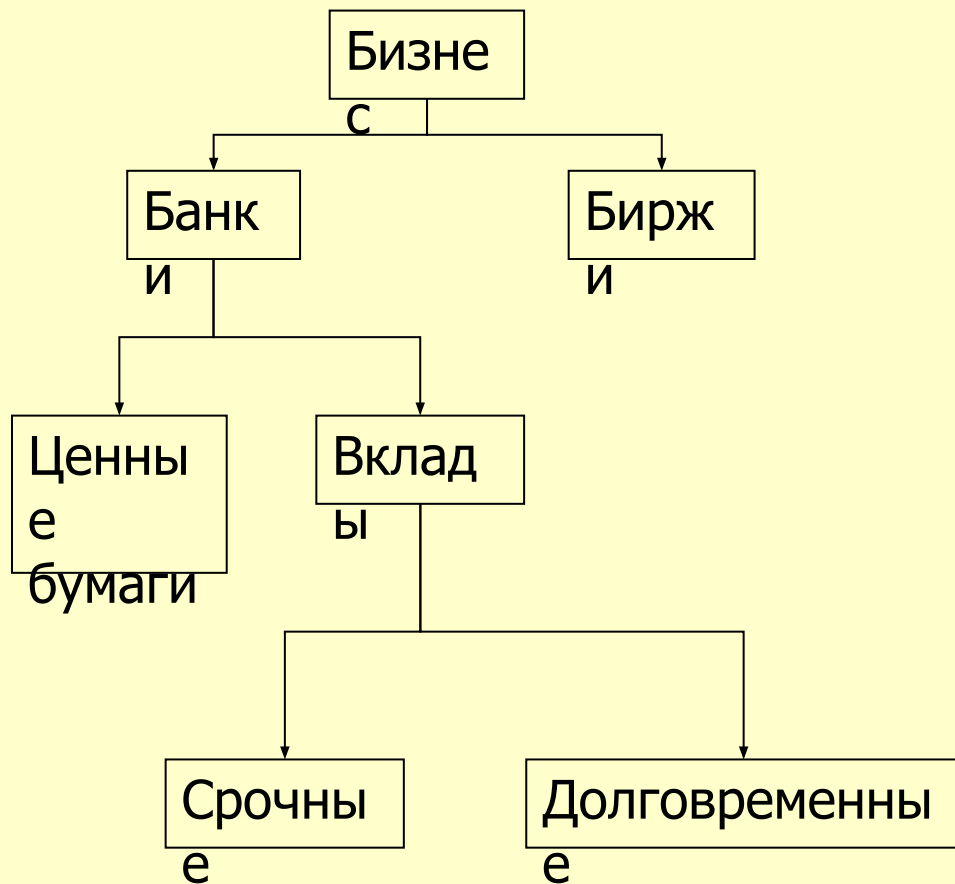 Бизне
с
Банк
и
Бирж
и
Ценны
е
бумаги
Вклад
ы
Срочны
е
Долговременны
е